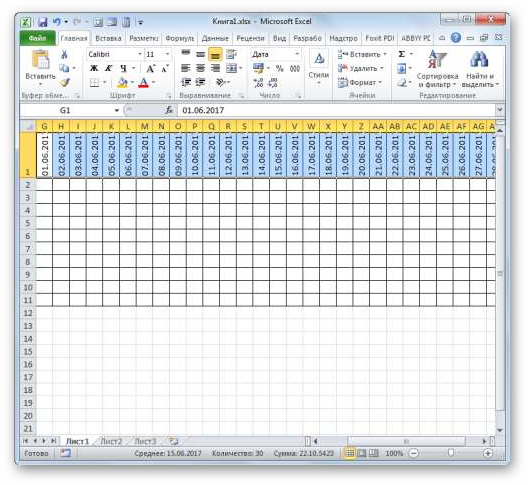 Книга1.xlsx - Microsoft Excel
Файл Главная Вставка Разметка Формуль Данные Рецензи Вид Разрабо Надстро Foxit PDI ABBYY PC
Вставить Calibri 11 Дата Стили Вставить Сортировка и фильтр Найти и выделить
Ж К Ч % 000 Удалить
Формат
Буфер обме... Шрифт Выравнивание Число Ячейки Редактирование
G1 fx 01.06.2017
G H I J K L M N O P Q R S T U V W X Y Z AA AB AC AD AE AF AG A
1 01.06.201 02.06.201 03.06.201 04.06.201 05.06.201 06.06.201 07.06.201 08.06.201 09.06.201 10.06.201 11.06.201 12.06.201 13.06.201 14.06.201 15.06.201 16.06.201 17.06.201 18.06.201 19.06.201 20.06.201 21.06.201 22.06.201 23.06.201 24.06.201 25.06.201 26.06.201 27.06.201
2
3
4
5
6
7
8
9
10
11
12
13
14
15
16
17
18
19
20
21
Лист1 Лист2 Лист3
Готово Среднее: 15.06.2017 Количество: 30 Сумма: 22.10.5423 100%